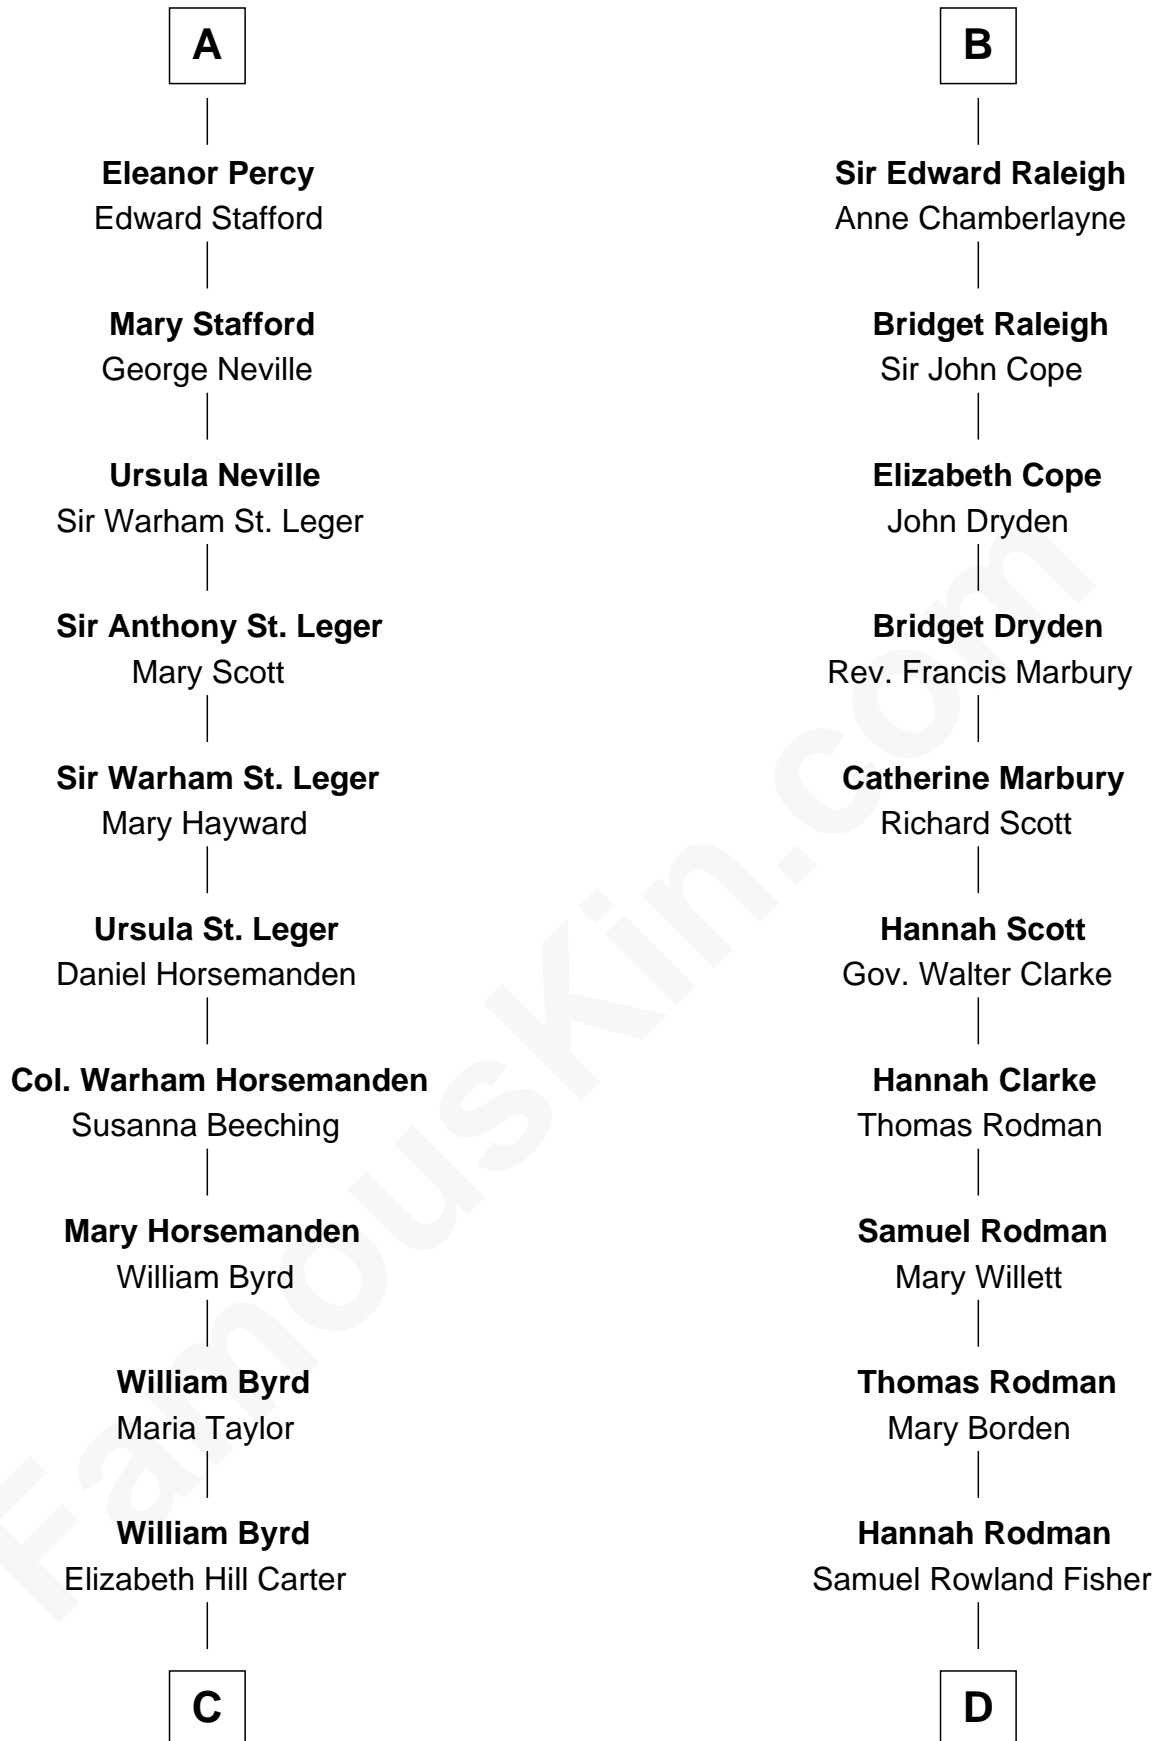 A
Eleanor Percy
Edward Stafford
Mary Stafford
George Neville
Ursula Neville
Sir Warham St. Leger
Sir Anthony St. Leger
Mary Scott
Sir Warham St. Leger
Mary Hayward
Ursula St. Leger
Daniel Horsemanden
Col. Warham Horsemanden
Susanna Beeching
Mary Horsemanden
William Byrd
William Byrd
Maria Taylor
William Byrd
Elizabeth Hill Carter
C
B
Sir Edward Raleigh
Anne Chamberlayne
Bridget Raleigh
Sir John Cope
Elizabeth Cope
John Dryden
Bridget Dryden
Rev. Francis Marbury
Catherine Marbury
Richard Scott
Hannah Scott
Gov. Walter Clarke
Hannah Clarke
Thomas Rodman
Samuel Rodman
Mary Willett
Thomas Rodman
Mary Borden
Hannah Rodman
Samuel Rowland Fisher
D
FamousKin.com